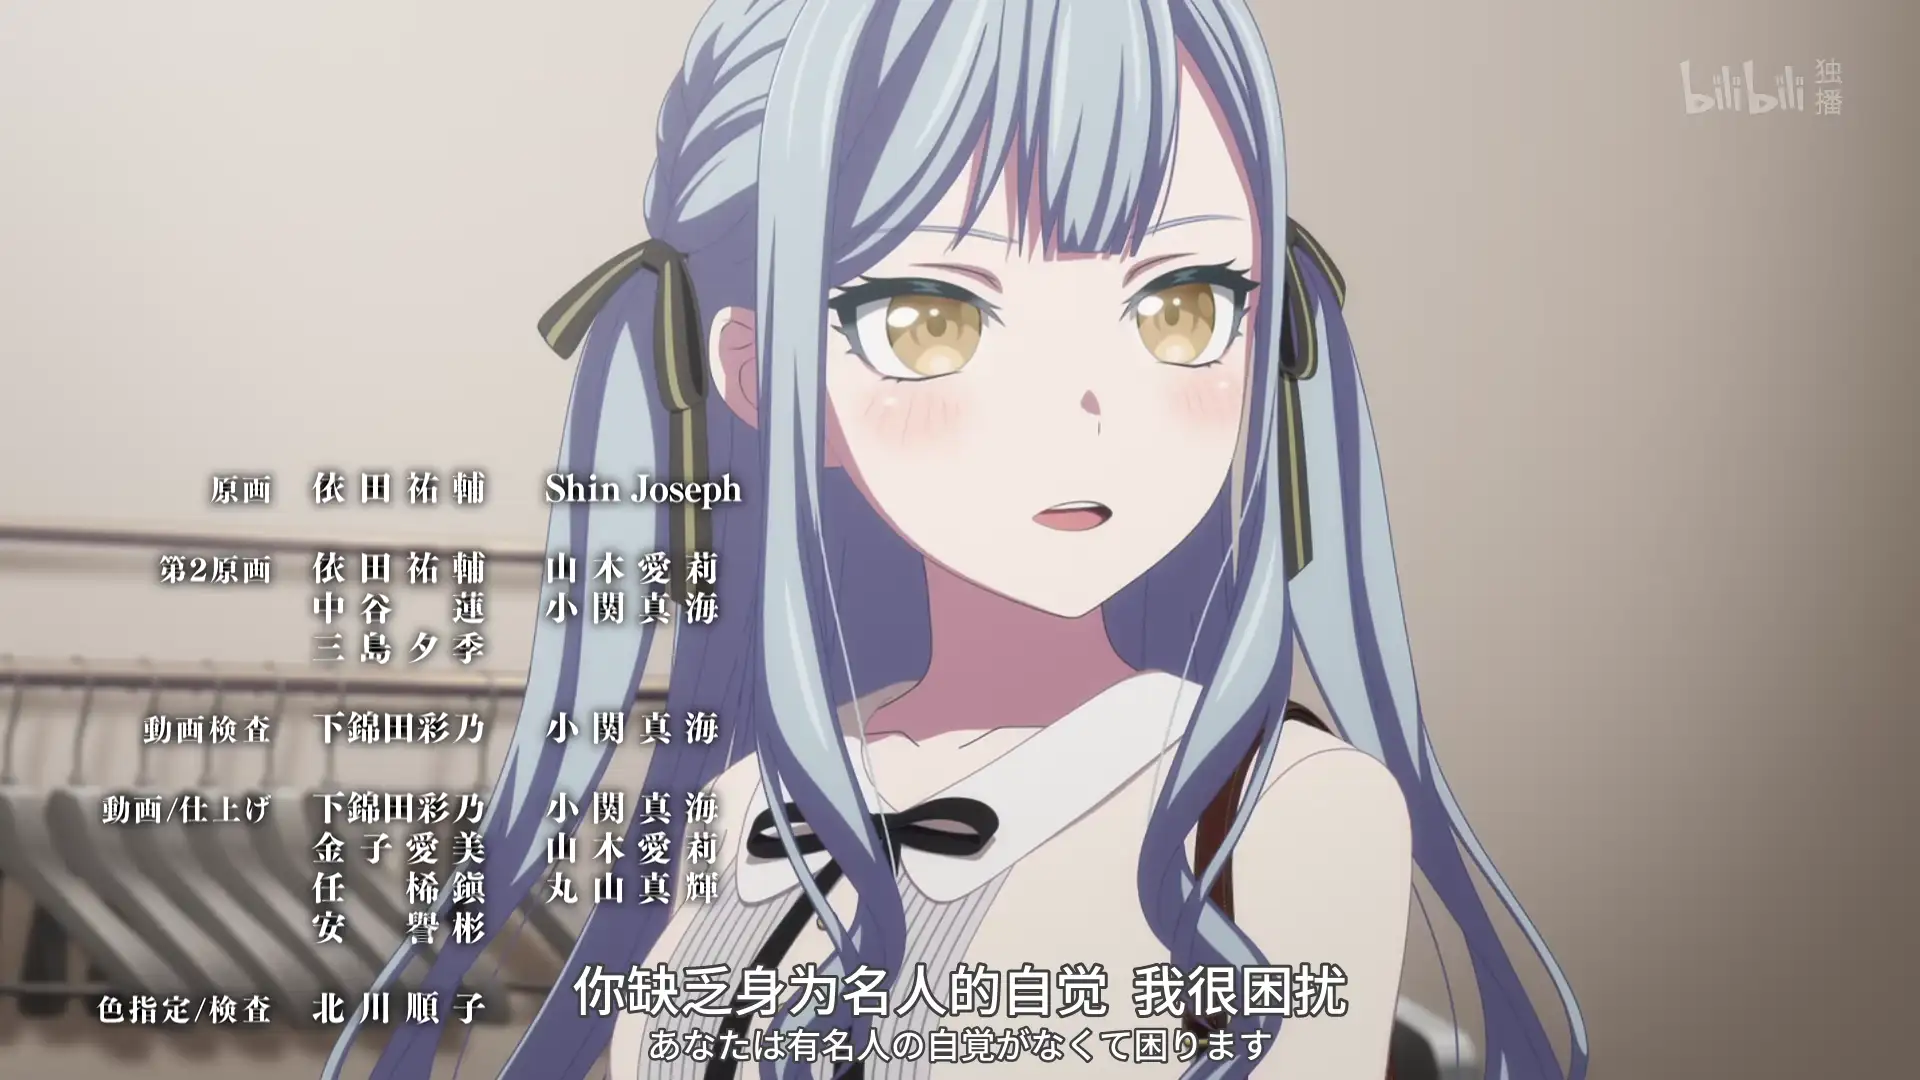 bilibili 独播
原画 依田祐輔 Shin Joseph
第2原画 依田祐輔 山木愛莉
中谷 蓮 小関真海
三島夕季
動画検査 下錦田彩乃 小関真海
動画/仕上げ 下錦田彩乃 小関真海
金子愛美 山木愛莉
任 桸鎭 丸山真輝
安 譽彬
色指定/検査 北川順子
你缺乏身为名人的自觉 我很困扰
あなたは有名人の自覚がなくて困ります